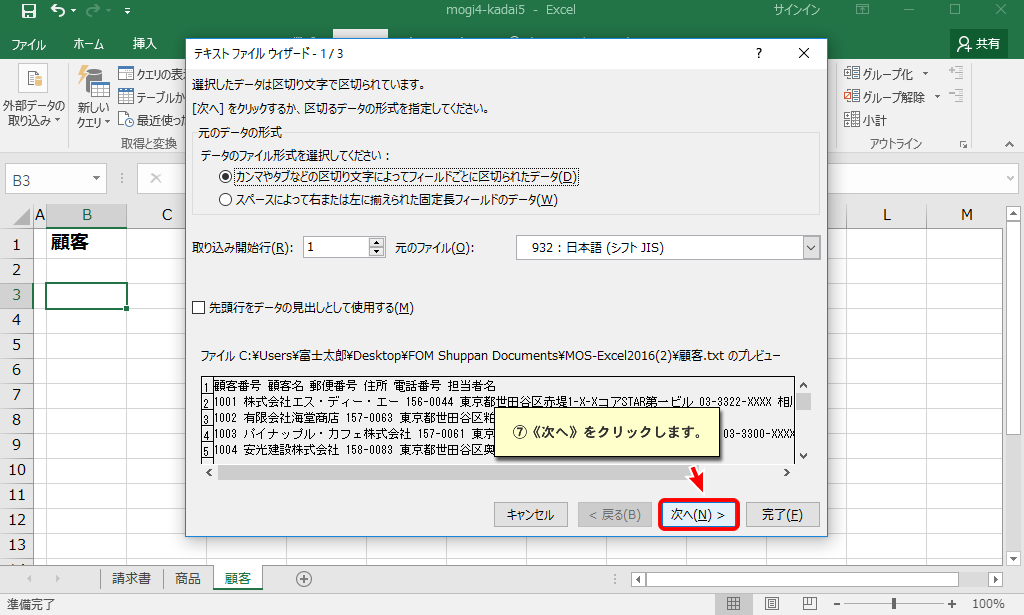 mogi4-kadai5 - Excel
サインイン
ファイル
ホーム
挿入
共有
外部データの
取り込み
新しい
クエリ
クエリの表
テーブルか
最近使った
取得と変換
グループ化
グループ解除
小計
アウトライン
B3
A B C L M
1 顧客
2
3
4
5
6
7
8
9
10
11
12
13
テキスト ファイル ウィザード - 1 / 3
? ×
選択したデータは区切り文字で区切られています。
[次へ] をクリックするか、区切るデータの形式を指定してください。
元のデータの形式
データのファイル形式を選択してください：
カンマやタブなどの区切り文字によってフィールドごとに区切られたデータ(D)
スペースによって右または左に揃えられた固定長フィールドのデータ(W)
取り込み開始行(R): 1 元のファイル(O): 932 : 日本語 (シフト JIS)
先頭行をデータの見出しとして使用する(M)
ファイル C:¥Users¥富士太郎¥Desktop¥FOM Shuppan Documents¥MOS-Excel2016(2)¥顧客.txt のプレビュー
1 顧客番号 顧客名 郵便番号 住所 電話番号 担当者名
2 1001 株式会社エス・ディー・エー 156-0044 東京都世田谷区赤堤1-X-XコアSTAR第一ビル 03-3322-XXXX
3 1002 有限会社海堂商店 157-0063 東京都世田谷区粕
4 1003 パイナップル・カフェ株式会社 157-0061 東京 03-3300-XXXX
5 1004 安光建設株式会社 158-0083 東京都世田谷区奥
⑦《次へ》をクリックします。
キャンセル
< 戻る(B)
次へ(N) >
完了(F)
請求書 商品 顧客
準備完了
100%